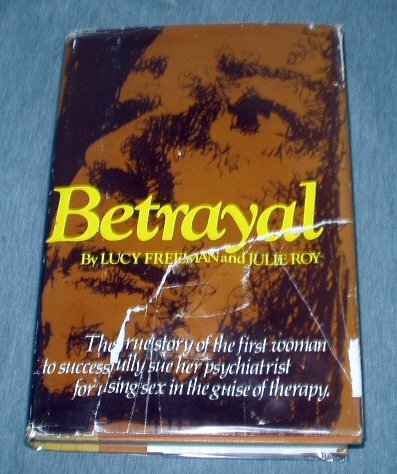 Betrayal
By LUCY FREEMAN and JULIE ROY
The true story of the first woman
to successfully sue her psychiatrist
for using sex in the guise of therapy.